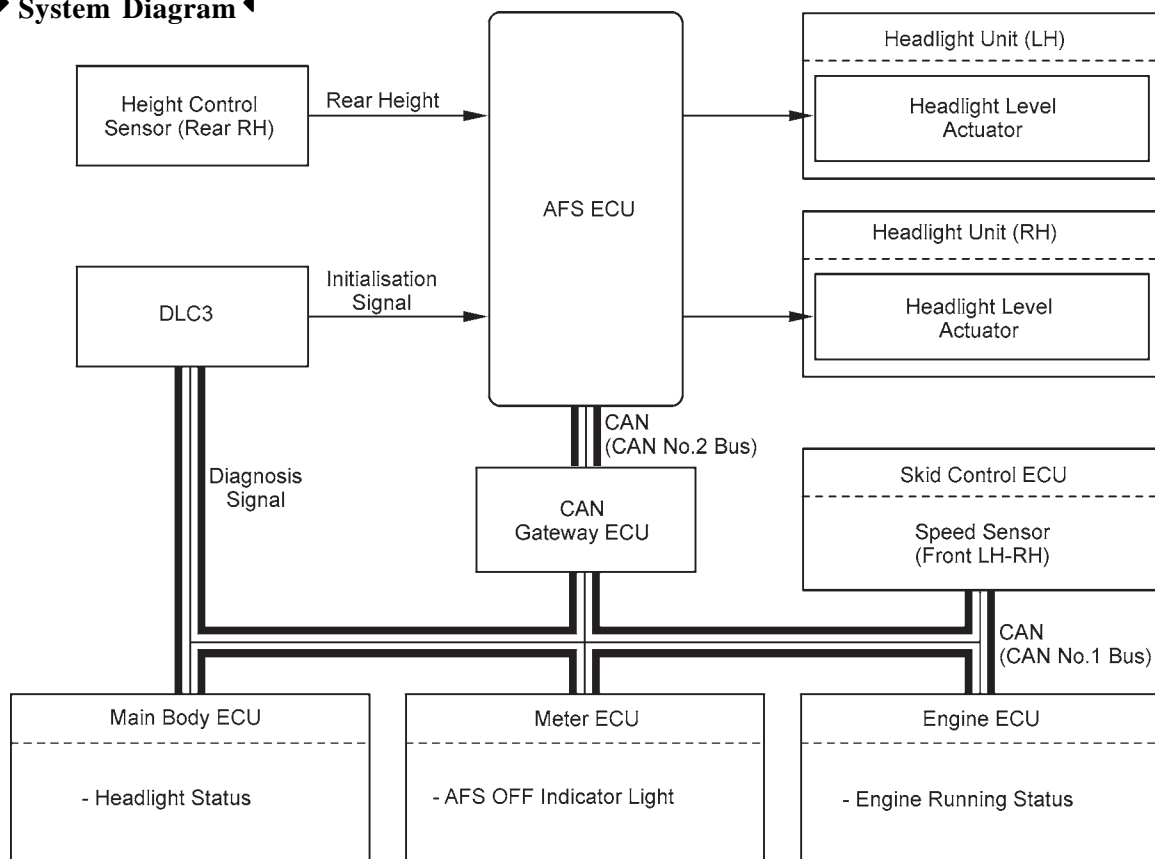 System Diagram
Height Control
Sensor (Rear RH)
Rear Height
AFS ECU
Headlight Unit (LH)
Headlight Level
Actuator
Headlight Unit (RH)
Headlight Level
Actuator
DLC3
Initialisation
Signal
Diagnosis
Signal
CAN
(CAN No.2 Bus)
CAN
Gateway ECU
Skid Control ECU
Speed Sensor
(Front LH-RH)
CAN
(CAN No.1 Bus)
Main Body ECU
- Headlight Status
Meter ECU
- AFS OFF Indicator Light
Engine ECU
- Engine Running Status